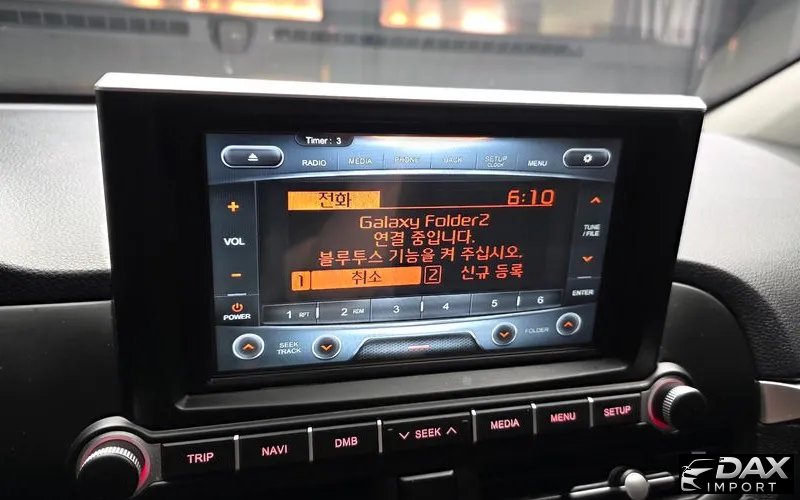 Timer : 3
RADIO MEDIA PHONE BACK SETUP CLOCK MENU
전화 6:10
Galaxy Folder2
연결 중입니다.
블루투스 기능을 켜 주십시오.
1 취소 2 신규 등록
+ VOL -
TUNE / FILE
ENTER
POWER
1 RPT 2 RDM 3 4 5 6
SEEK TRACK
FOLDER
TRIP NAVI DMB SEEK MEDIA MENU SETUP
DAX
IMPORT